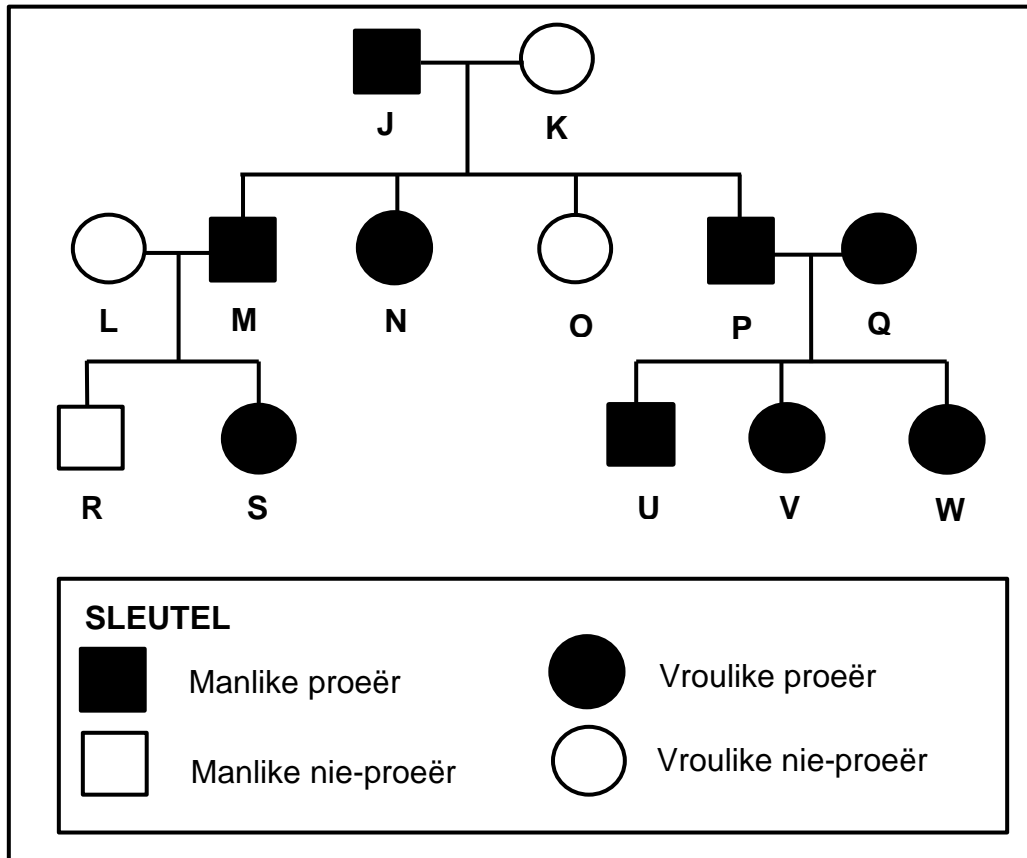 J K
L M N O P Q
R S U V W
SLEUTEL
Manlike proeër Vroulike proeër
Manlike nie-proeër Vroulike nie-proeër